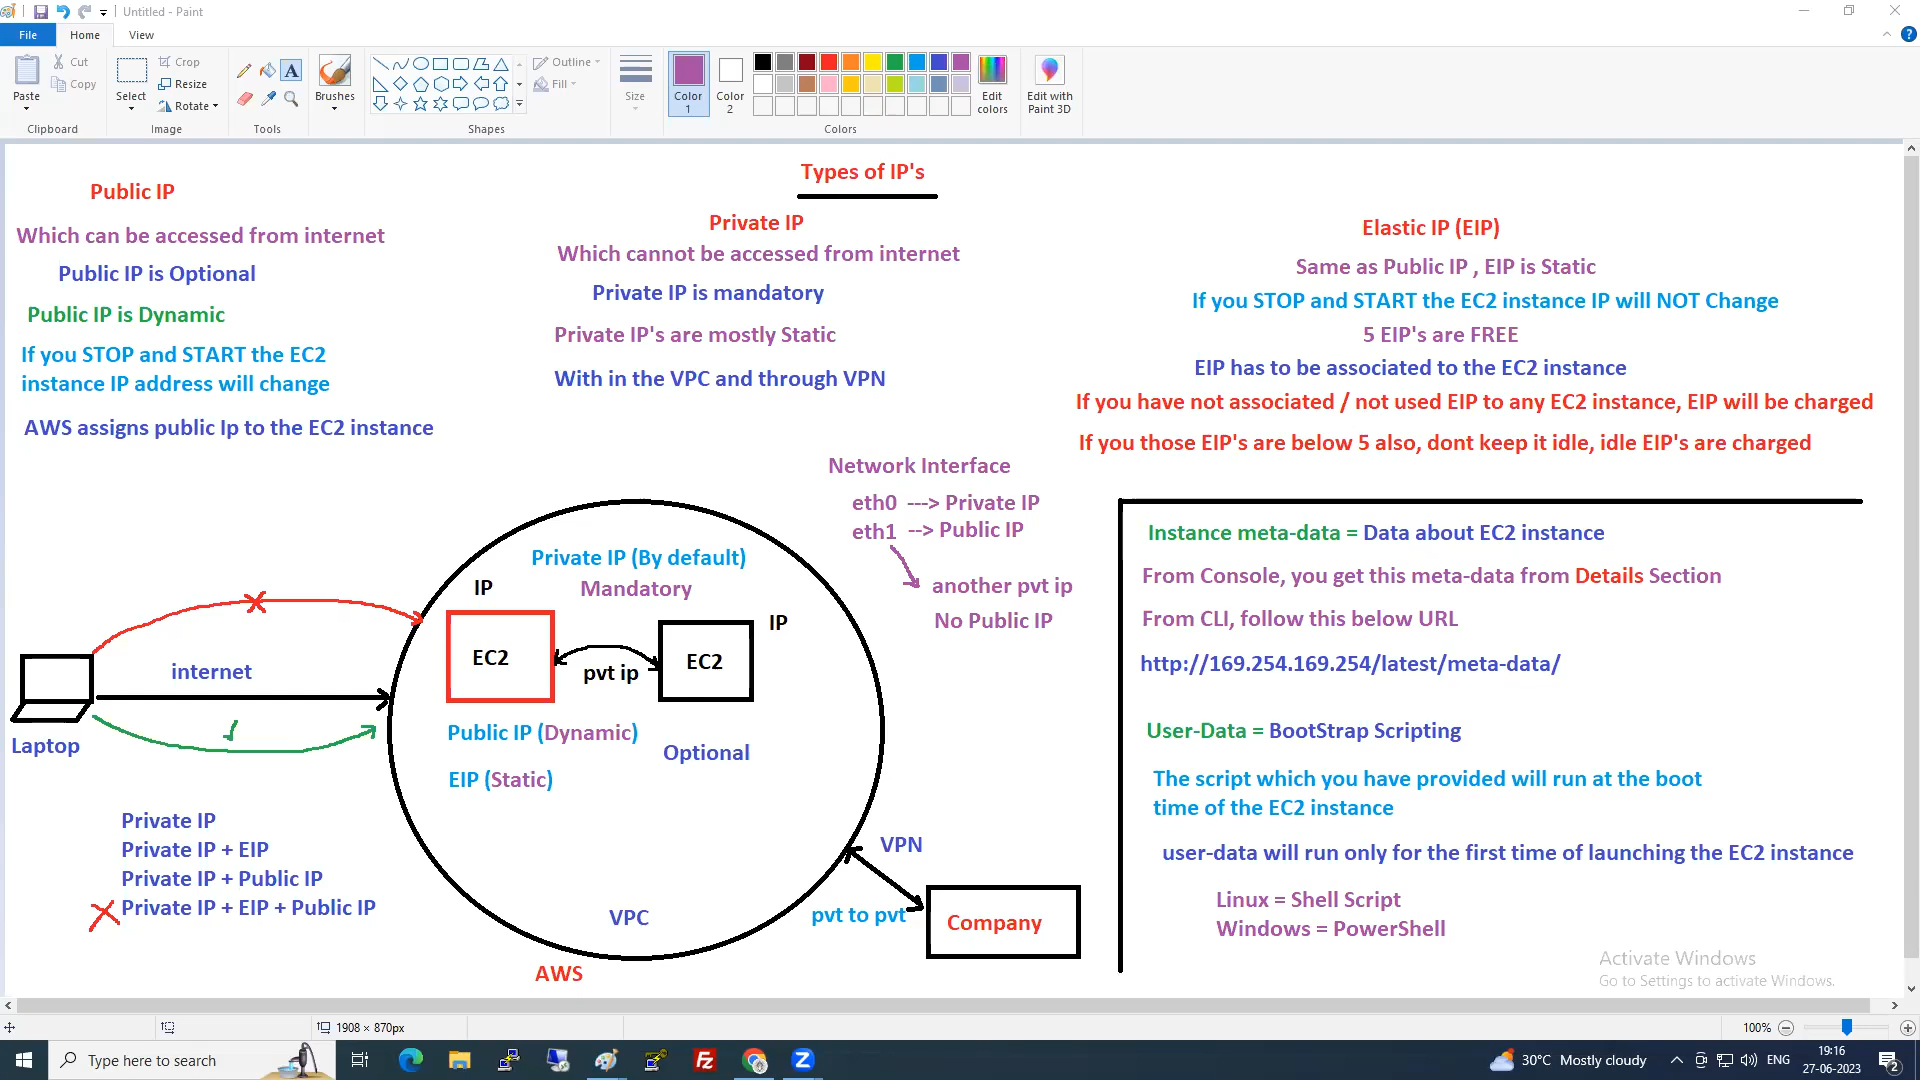 Untitled - Paint
File
Home
View
Paste
Cut
Copy
Clipboard
Select
Crop
Resize
Rotate
Image
Tools
Brushes
Shapes
Outline
Fill
Size
Color 1
Color 2
Edit colors
Edit with Paint 3D
Colors
Types of IP's
Public IP
Which can be accessed from internet
Public IP is Optional
Public IP is Dynamic
If you STOP and START the EC2
instance IP address will change
AWS assigns public Ip to the EC2 instance
Private IP
Which cannot be accessed from internet
Private IP is mandatory
Private IP's are mostly Static
With in the VPC and through VPN
Elastic IP (EIP)
Same as Public IP , EIP is Static
If you STOP and START the EC2 instance IP will NOT Change
5 EIP's are FREE
EIP has to be associated to the EC2 instance
If you have not associated / not used EIP to any EC2 instance, EIP will be charged
If you those EIP's are below 5 also, dont keep it idle, idle EIP's are charged
Network Interface
eth0 ---> Private IP
eth1 --> Public IP
another pvt ip
No Public IP
Private IP (By default)
Mandatory
IP
EC2
pvt ip
EC2
IP
Public IP (Dynamic)
Optional
EIP (Static)
internet
Laptop
Private IP
Private IP + EIP
Private IP + Public IP
Private IP + EIP + Public IP
VPC
AWS
VPN
pvt to pvt
Company
Instance meta-data = Data about EC2 instance
From Console, you get this meta-data from Details Section
From CLI, follow this below URL
http://169.254.169.254/latest/meta-data/
User-Data = BootStrap Scripting
The script which you have provided will run at the boot
time of the EC2 instance
user-data will run only for the first time of launching the EC2 instance
Linux = Shell Script
Windows = PowerShell
Activate Windows
Go to Settings to activate Windows.
1908 × 870px
100%
Type here to search
30°C Mostly cloudy
ENG
19:16
27-06-2023
2